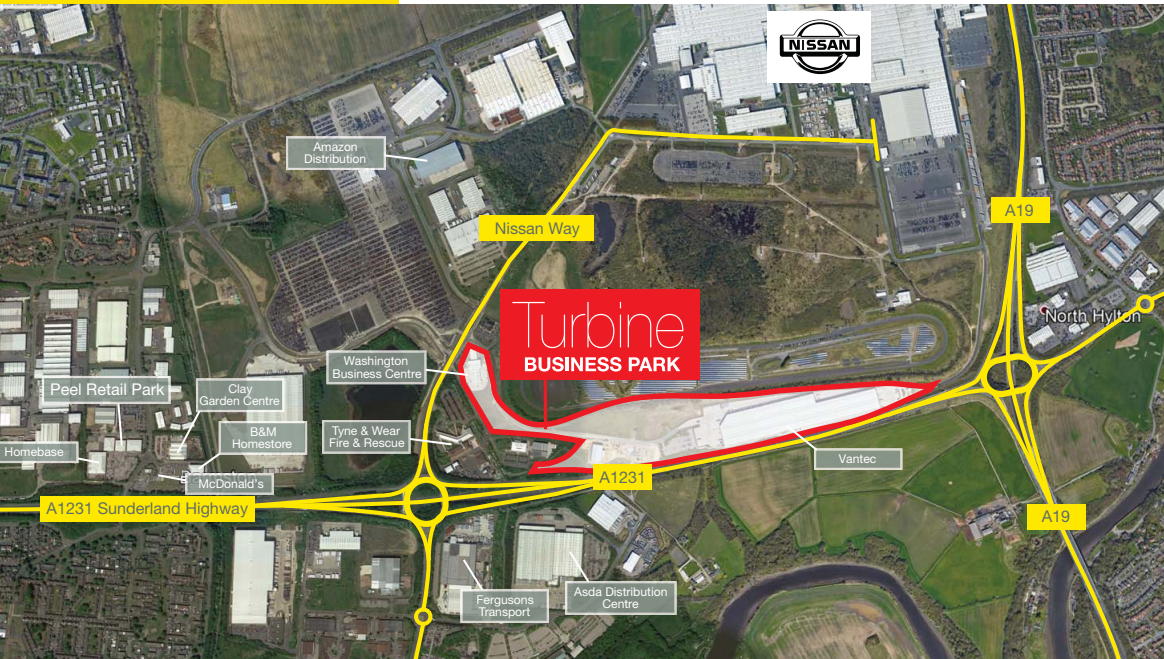 NISSAN
Amazon
Distribution
A19
Nissan Way
Turbine
BUSINESS PARK
North Hylton
Washington
Business Centre
Peel Retail Park
Clay
Garden Centre
B&M
Homestore
Tyne & Wear
Fire & Rescue
Homebase
McDonald's
Vantec
A1231
A1231 Sunderland Highway
A19
Fergusons
Transport
Asda Distribution
Centre